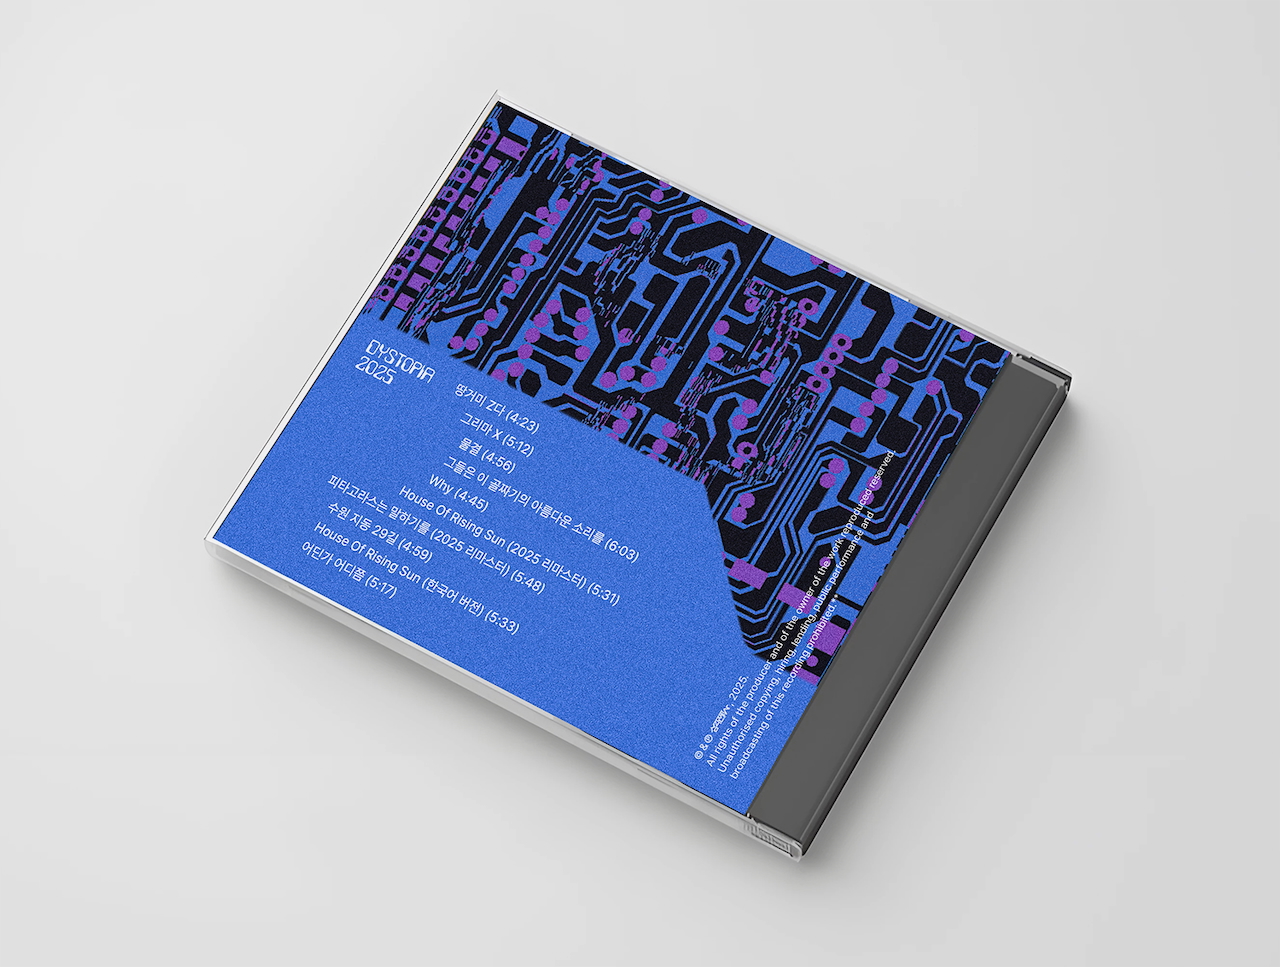 DYSTOPIA
2025
땅거미 Z다 (4:23)
그리마 X (5:12)
물결 (4:56)
그들은 이 골짜기의 아름다운 소리를 (6:03)
Why (4:45)
House Of Rising Sun (2025 리마스터) (5:31)
피타고라스는 말하기를 (2025 리마스터) (5:48)
수원 지동 29길 (4:59)
House Of Rising Sun (한국어 버전) (5:33)
어딘가 어디쯤 (5:17)
© & ℗ , 2025.
All rights of the producer and of the owner of the work reproduced reserved.
Unauthorised copying, hiring, lending, public performance and
broadcasting of this recording prohibited.